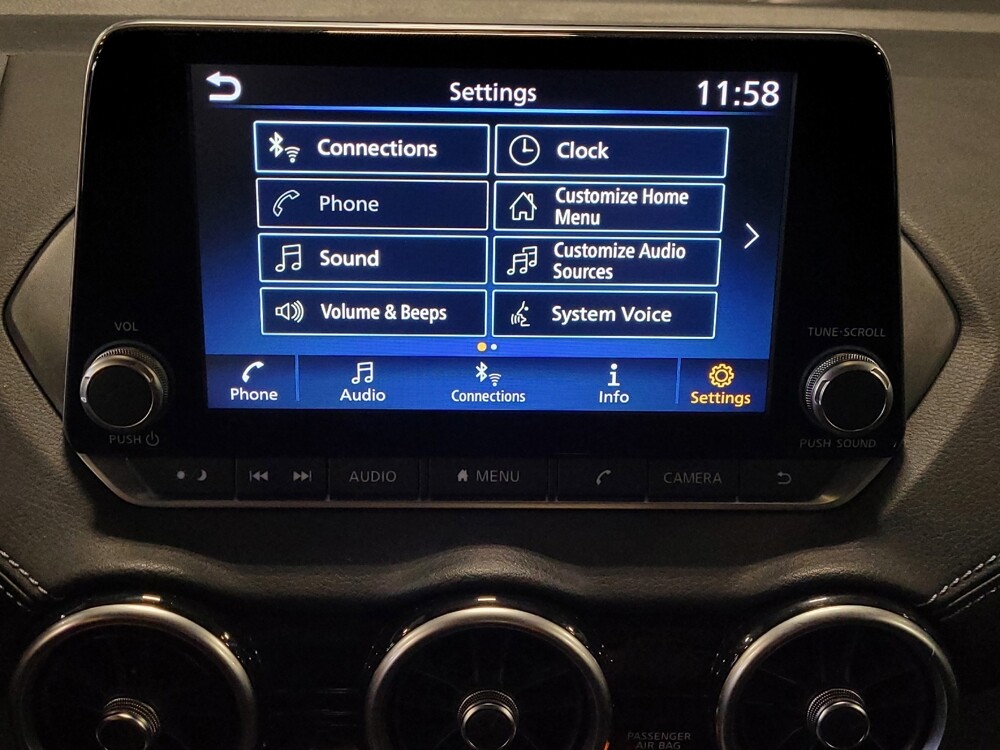 Settings
11:58
Connections
Clock
Phone
Customize Home
Menu
Sound
Customize Audio
Sources
Volume & Beeps
System Voice
VOL
TUNE·SCROLL
Phone
Audio
Connections
Info
Settings
PUSH
PUSH SOUND
AUDIO
MENU
CAMERA
PASSENGER
AIR BAG